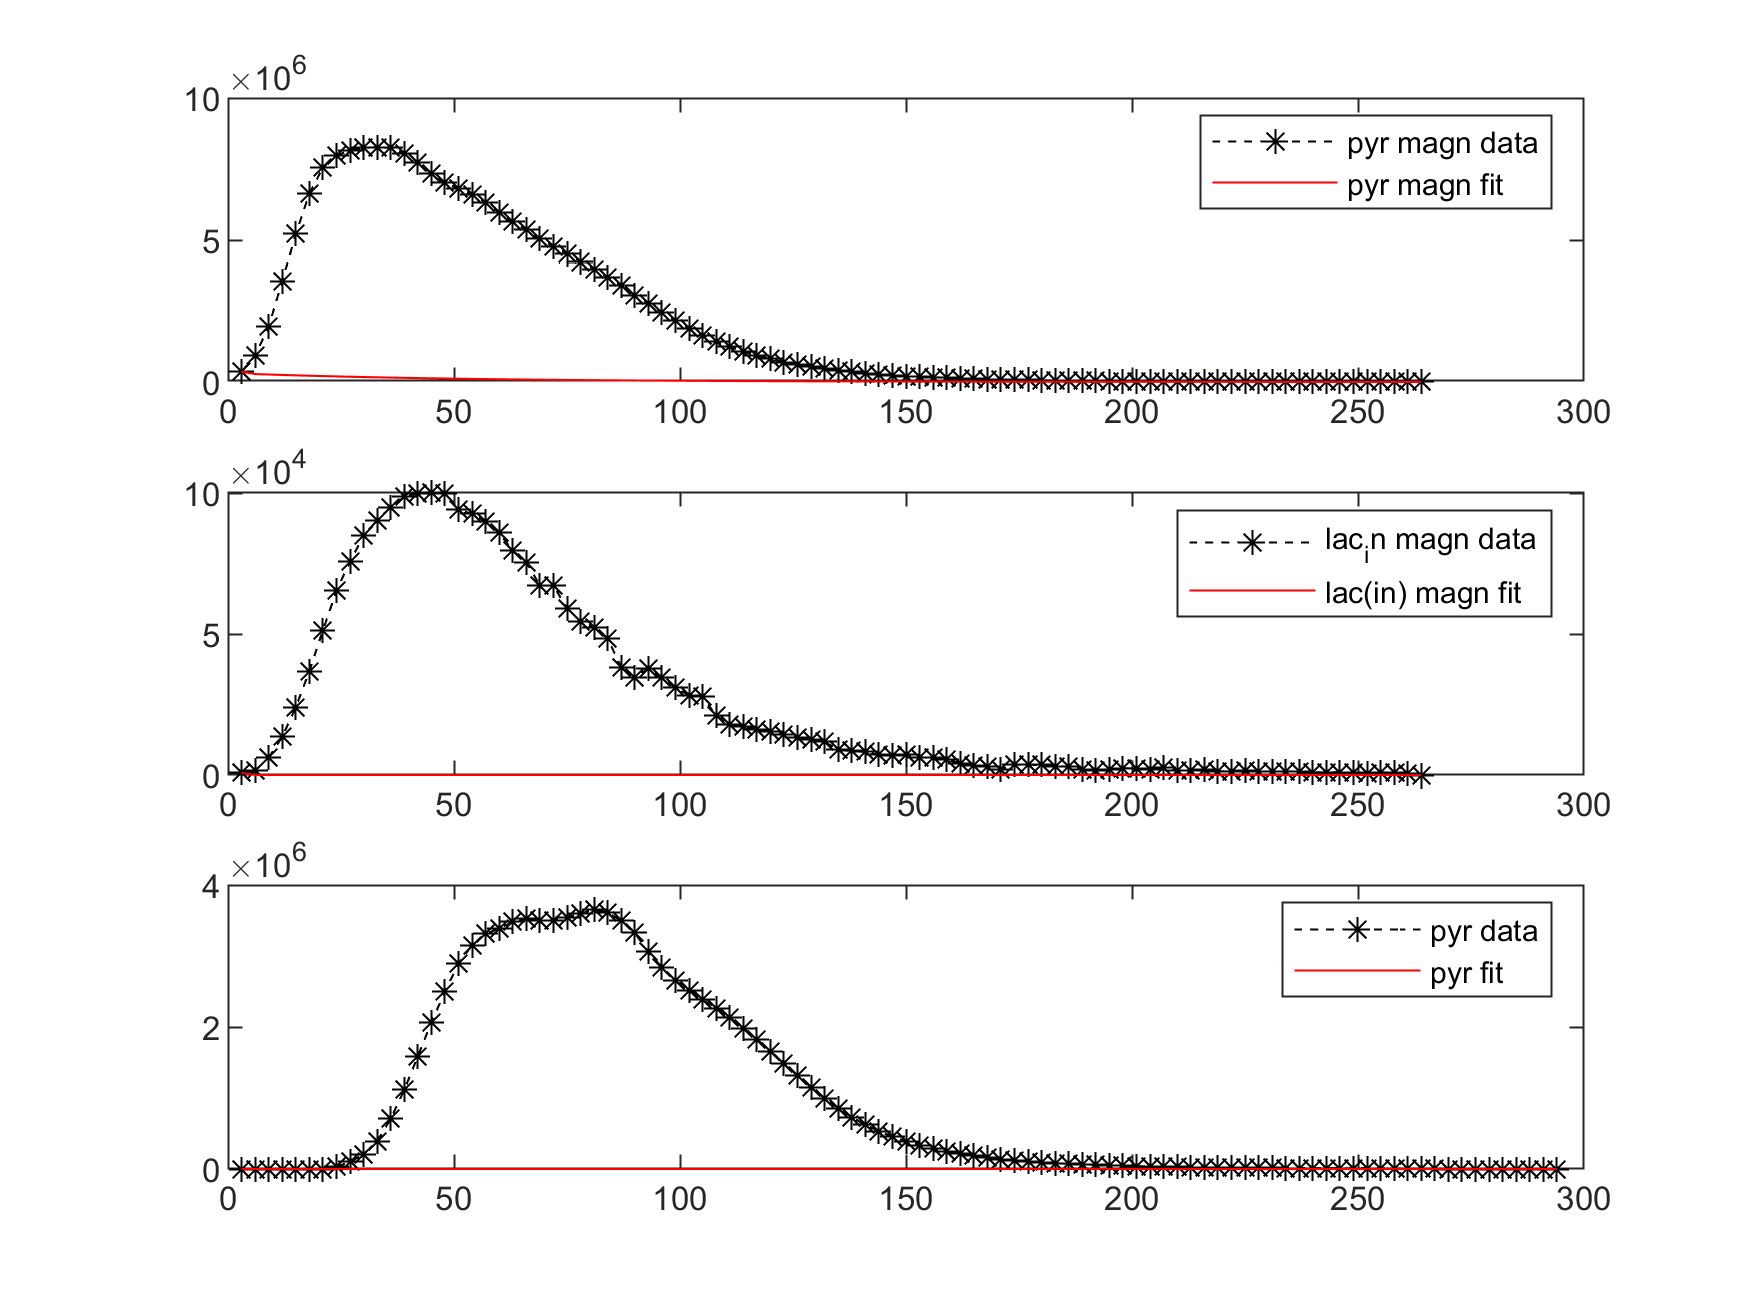 ×10^6
10
5
0
0 50 100 150 200 250 300
pyr magn data
pyr magn fit
×10^4
10
5
0
0 50 100 150 200 250 300
lac_in magn data
lac(in) magn fit
×10^6
4
2
0
0 50 100 150 200 250 300
pyr data
pyr fit